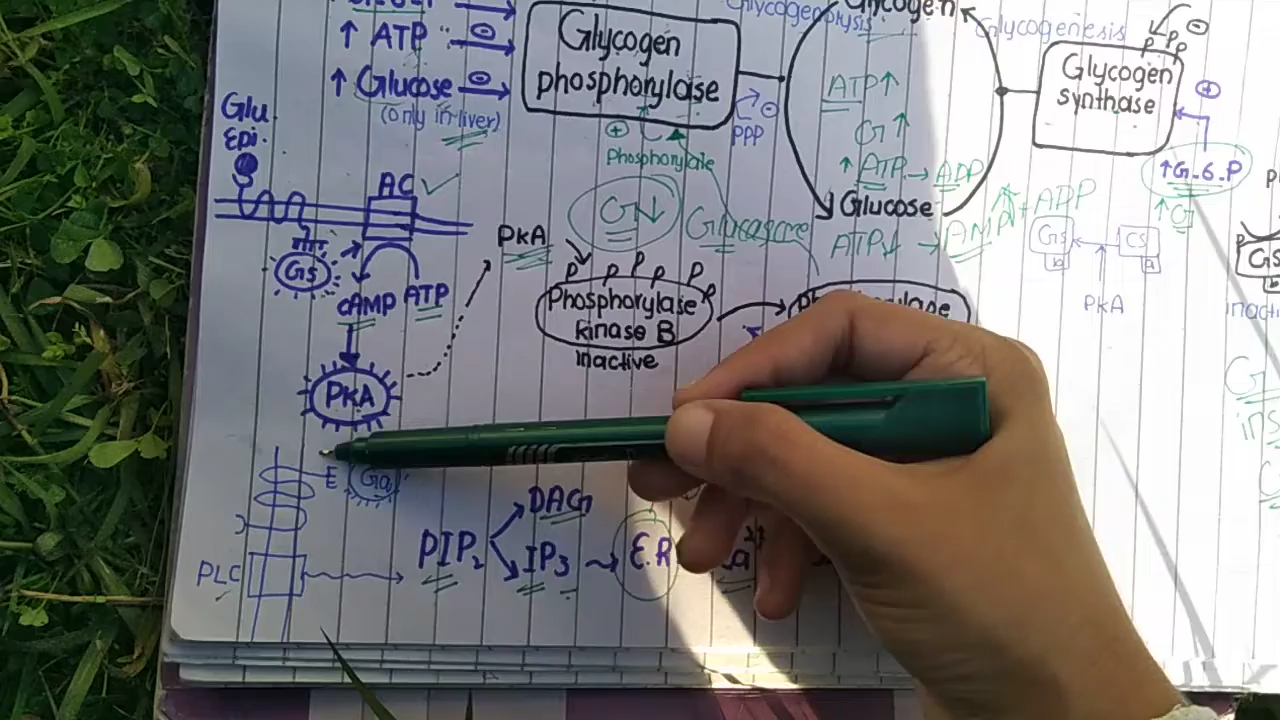 ↑ ATP ⊖
↑ Glucose ⊖
(only in liver)
Glycogen
phosphorylase
Glycogenolysis
Glycogen
Glycogenesis
P P P
⊖
Glycogen
synthase
⊕
↑G-6-P
↑G
ATP↑
G↑
↑ ATP → ADP
Glucose
ATP↓ → AMP + ADP
⊖
PPP
⊕
Phosphorylate
G↓
Glucagone
Glu
Epi.
AC ✓
Gs
cAMP ATP
PKA
PKA
P P P P P P
Phosphorylase
kinase B
inactive
Gs
b
Gs
a
PKA
E
PLC
PIP₂
DAG
IP₃
E.R